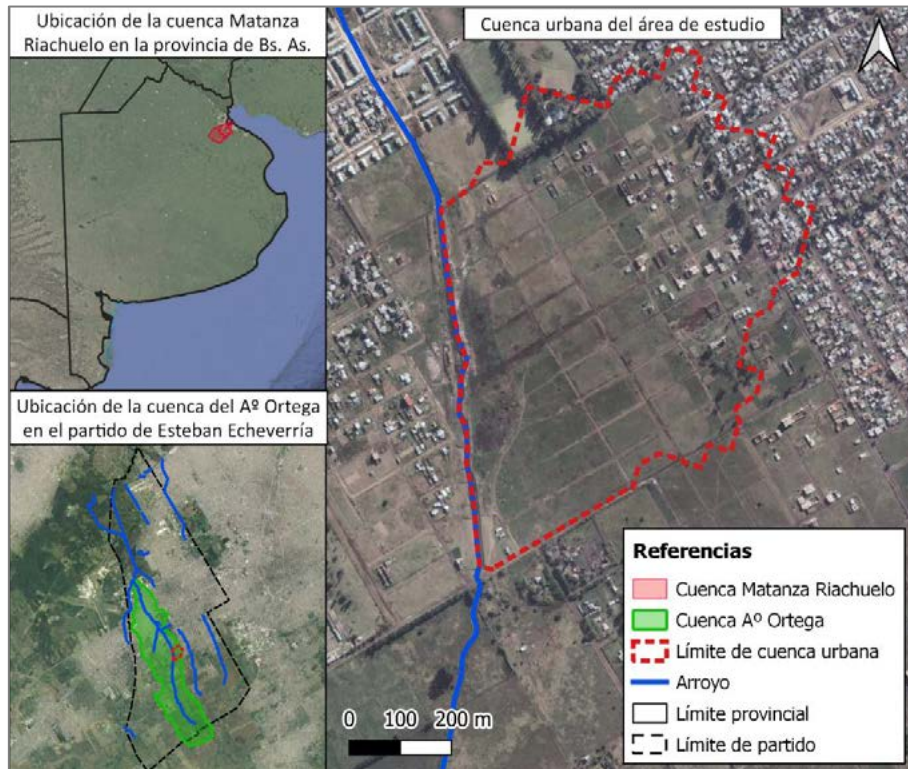 Ubicación de la cuenca Matanza
Riachuelo en la provincia de Bs. As.
Cuenca urbana del área de estudio
Ubicación de la cuenca del Aº Ortega
en el partido de Esteban Echeverría
Referencias
Cuenca Matanza Riachuelo
Cuenca Aº Ortega
Límite de cuenca urbana
Arroyo
Límite provincial
Límite de partido
0 100 200 m